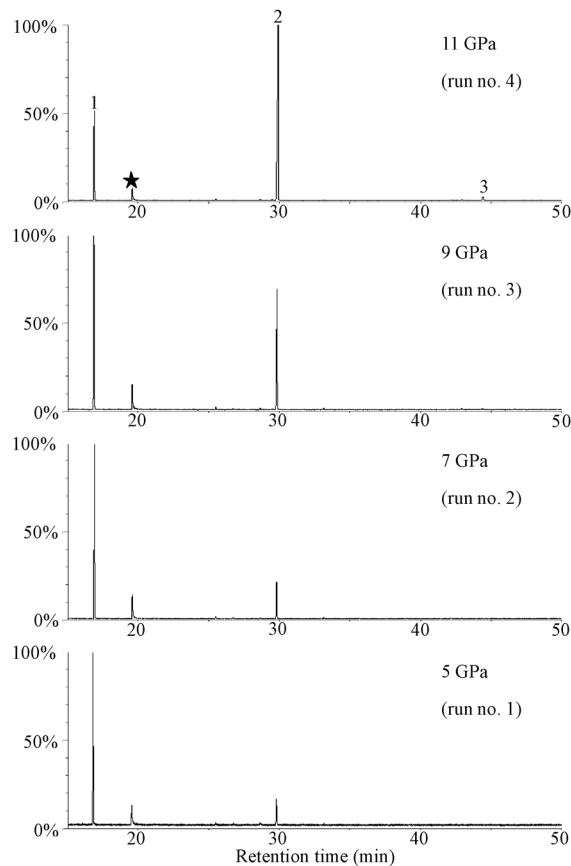 100%
50%
0%
1
★
2
3
11 GPa
(run no. 4)
20 30 40 50
100%
50%
0%
9 GPa
(run no. 3)
20 30 40 50
100%
50%
0%
7 GPa
(run no. 2)
20 30 40 50
100%
50%
0%
5 GPa
(run no. 1)
20 30 40 50
Retention time (min)